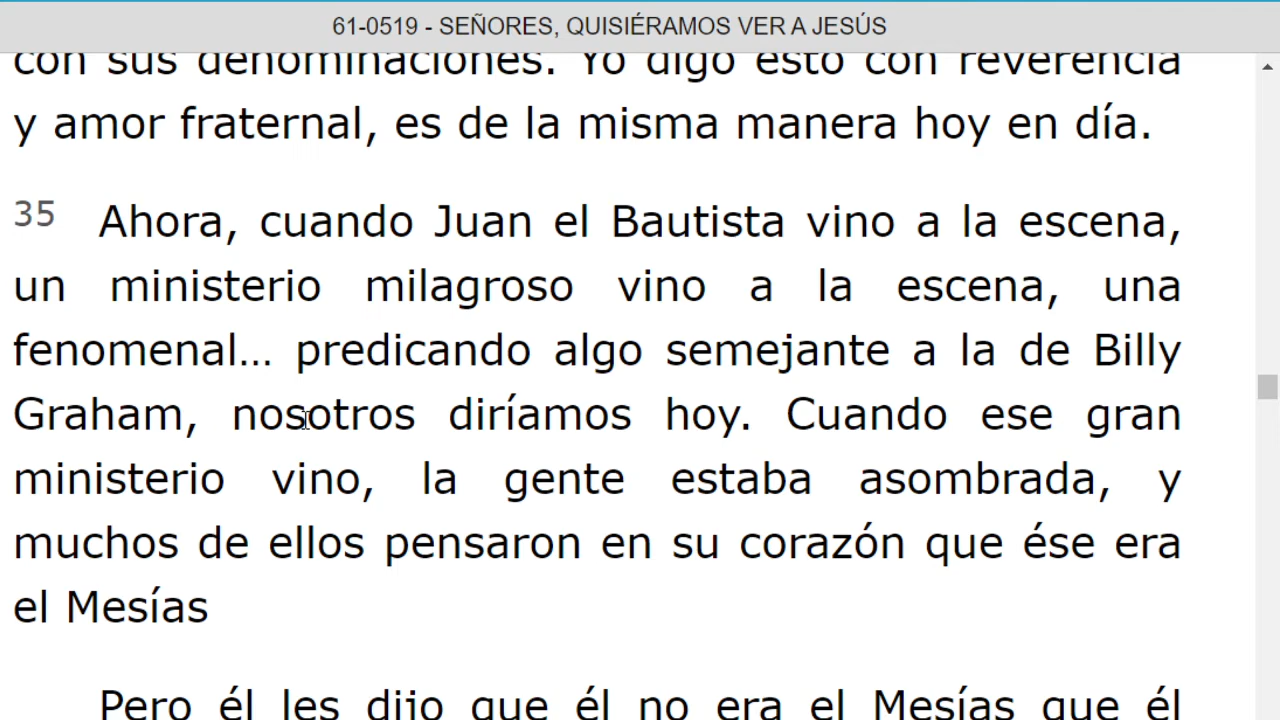 61-0519 - SEÑORES, QUISIÉRAMOS VER A JESÚS
con sus denominaciones. Yo digo esto con reverencia
y amor fraternal, es de la misma manera hoy en día.
35 Ahora, cuando Juan el Bautista vino a la escena,
un ministerio milagroso vino a la escena, una
fenomenal... predicando algo semejante a la de Billy
Graham, nosotros diríamos hoy. Cuando ese gran
ministerio vino, la gente estaba asombrada, y
muchos de ellos pensaron en su corazón que ése era
el Mesías
Pero él les dijo que él no era el Mesías que él